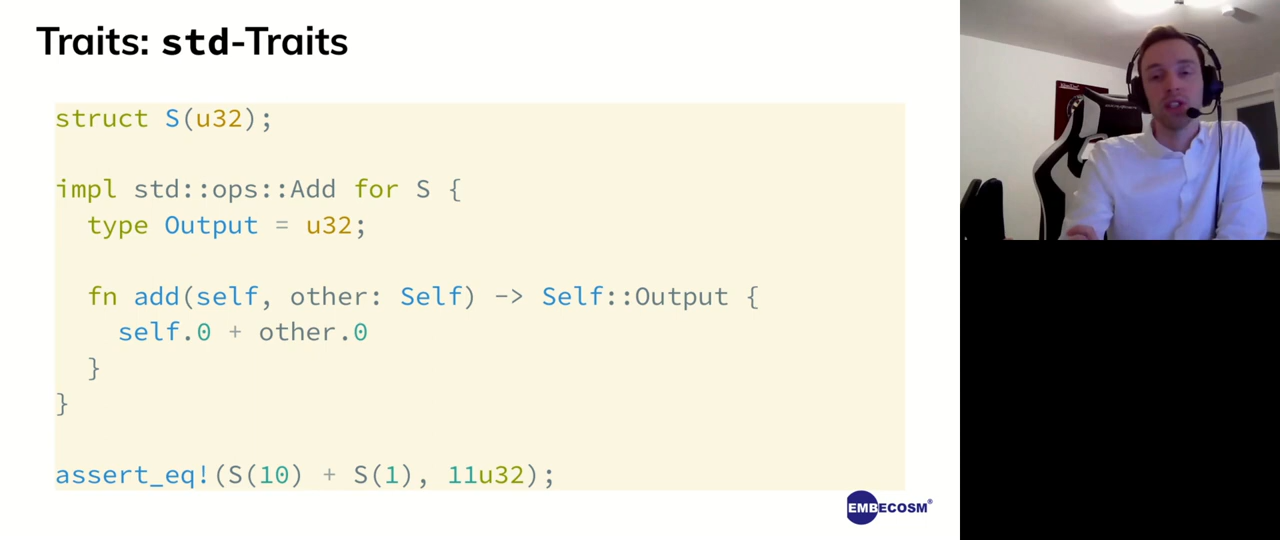 Traits: std-Traits
struct S(u32);
impl std::ops::Add for S {
  type Output = u32;
  fn add(self, other: Self) -> Self::Output {
    self.0 + other.0
  }
}
assert_eq!(S(10) + S(1), 11u32);
EMBECOSM®